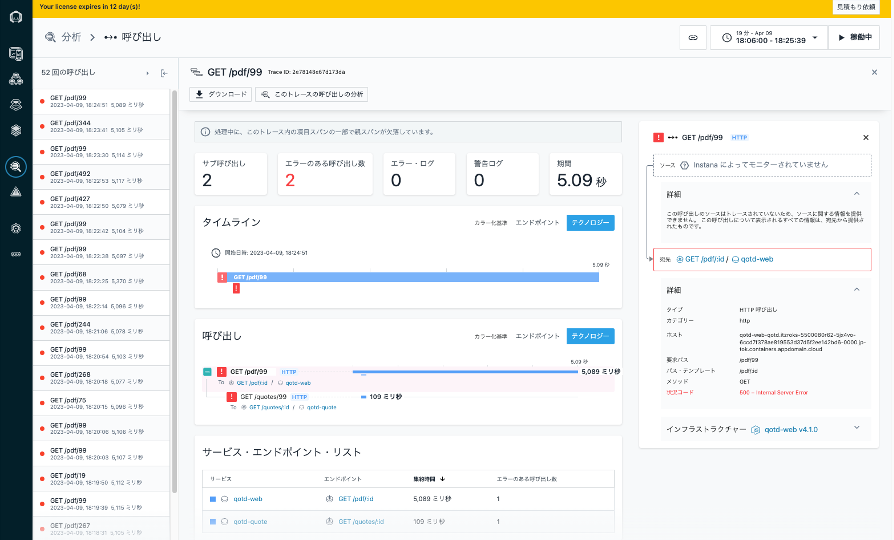 Your license expires in 12 day(s)!
見積もり依頼
分析
呼び出し
19 分 - Apr 09
18:06:00 - 18:25:39
稼働中
52 回の呼び出し
GET /pdf/99
2023-04-09, 18:24:51 5,089 ミリ秒
GET /pdf/344
2023-04-09, 18:23:41 5,105 ミリ秒
GET /pdf/99
2023-04-09, 18:23:30 5,114 ミリ秒
GET /pdf/492
2023-04-09, 18:22:53 5,117 ミリ秒
GET /pdf/427
2023-04-09, 18:22:50 5,079 ミリ秒
GET /pdf/99
2023-04-09, 18:22:42 5,104 ミリ秒
GET /pdf/99
2023-04-09, 18:22:38 5,097 ミリ秒
GET /pdf/68
2023-04-09, 18:22:25 5,370 ミリ秒
GET /pdf/99
2023-04-09, 18:22:14 5,096 ミリ秒
GET /pdf/244
2023-04-09, 18:21:06 5,078 ミリ秒
GET /pdf/99
2023-04-09, 18:20:54 5,103 ミリ秒
GET /pdf/268
2023-04-09, 18:20:18 5,077 ミリ秒
GET /pdf/75
2023-04-09, 18:20:15 5,096 ミリ秒
GET /pdf/99
2023-04-09, 18:20:06 5,108 ミリ秒
GET /pdf/99
2023-04-09, 18:20:03 5,107 ミリ秒
GET /pdf/19
2023-04-09, 18:19:50 5,112 ミリ秒
GET /pdf/99
2023-04-09, 18:19:39 5,115 ミリ秒
GET /pdf/267
2023-04-09, 18:18:31 5,105 ミリ秒
GET /pdf/99 Trace ID: 2e78148e67d173da
ダウンロード
このトレースの呼び出しの分析
処理中に、このトレース内の項目スパンの一部で親スパンが欠落しています。
サブ呼び出し
2
エラーのある呼び出し数
2
エラー・ログ
0
警告ログ
0
期間
5.09 秒
タイムライン
カラー化基準 エンドポイント テクノロジー
開始日時: 2023-04-09, 18:24:51
5.09 秒
GET /pdf/99
呼び出し
カラー化基準 エンドポイント テクノロジー
5.09 秒
GET /pdf/99 HTTP 5,089 ミリ秒
To GET /pdf/:id / qotd-web
GET /quotes/99 HTTP 109 ミリ秒
To GET /quotes/:id / qotd-quote
サービス・エンドポイント・リスト
サービス エンドポイント 集約時間 エラーのある呼び出し数
qotd-web GET /pdf/:id 5,089 ミリ秒 1
qotd-quote GET /quotes/:id 109 ミリ秒 1
GET /pdf/99 HTTP
ソース Instana によってモニターされていません
詳細
この呼び出しのソースはトレースされていないため、ソースに関する情報を提供
できません。 この呼び出しについて表示されるすべての情報は、宛先から提供さ
れたものです。
宛先 GET /pdf/:id / qotd-web
詳細
タイプ HTTP 呼び出し
カテゴリー http
ホスト
要求パス /pdf/99
パス・テンプレート /pdf/:id
メソッド GET
状況コード 500 - Internal Server Error
インフラストラクチャー qotd-web v4.1.0